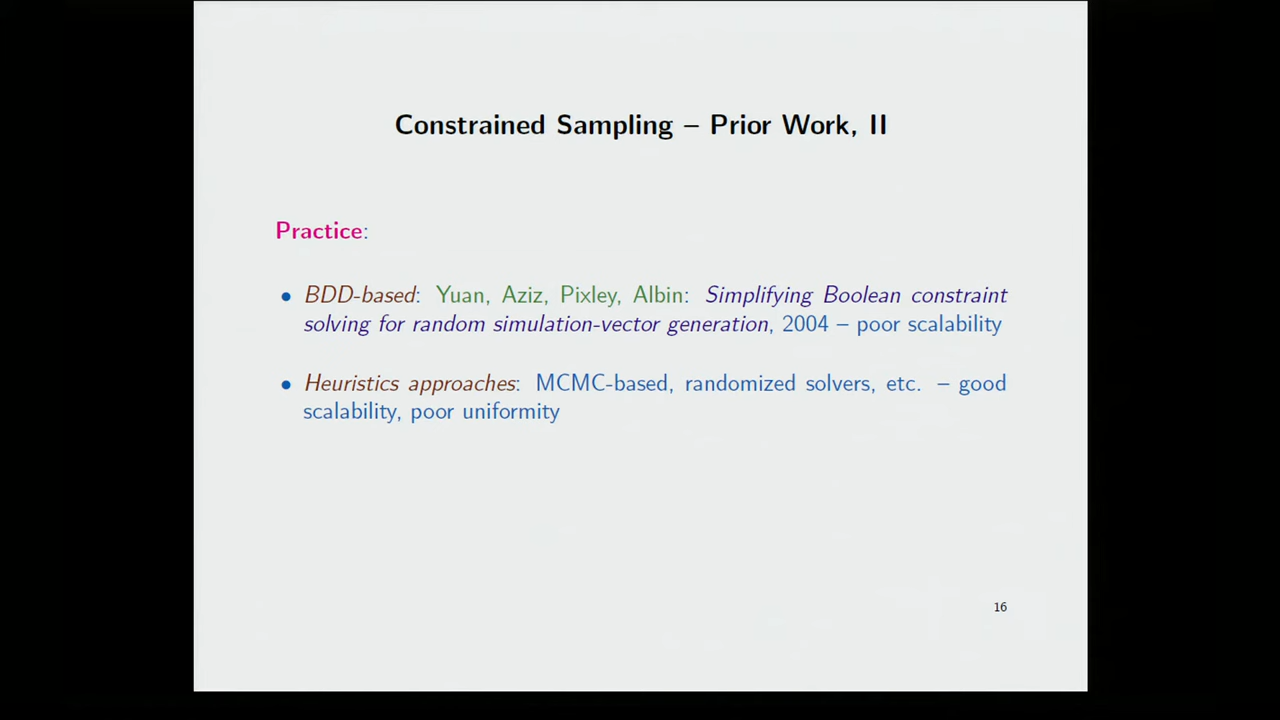 Constrained Sampling – Prior Work, II
Practice:
• BDD-based: Yuan, Aziz, Pixley, Albin: Simplifying Boolean constraint
solving for random simulation-vector generation, 2004 – poor scalability
• Heuristics approaches: MCMC-based, randomized solvers, etc. – good
scalability, poor uniformity
16